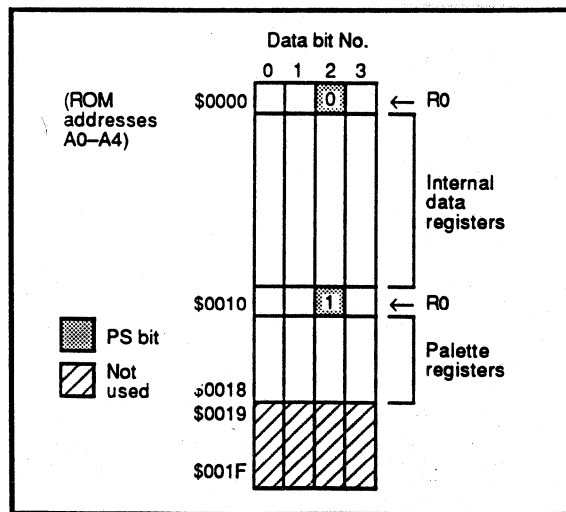 Data bit No.
0 1 2 3
(ROM
addresses
A0–A4)
$0000
0
← R0
Internal
data
registers
$0010
1
← R0
PS bit
Palette
registers
Not
used
$0018
$0019
$001F